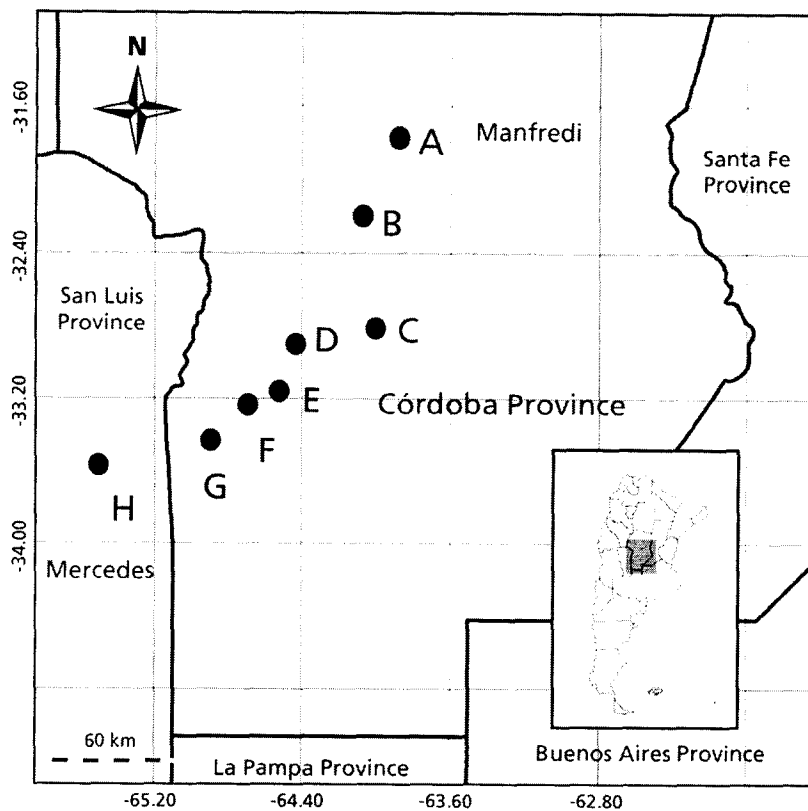 N
-31.60
A
Manfredi
Santa Fe
Province
B
-32.40
San Luis
Province
D
C
-33.20
E
Córdoba Province
F
G
H
-34.00
Mercedes
60 km
La Pampa Province
Buenos Aires Province
-65.20
-64.40
-63.60
-62.80